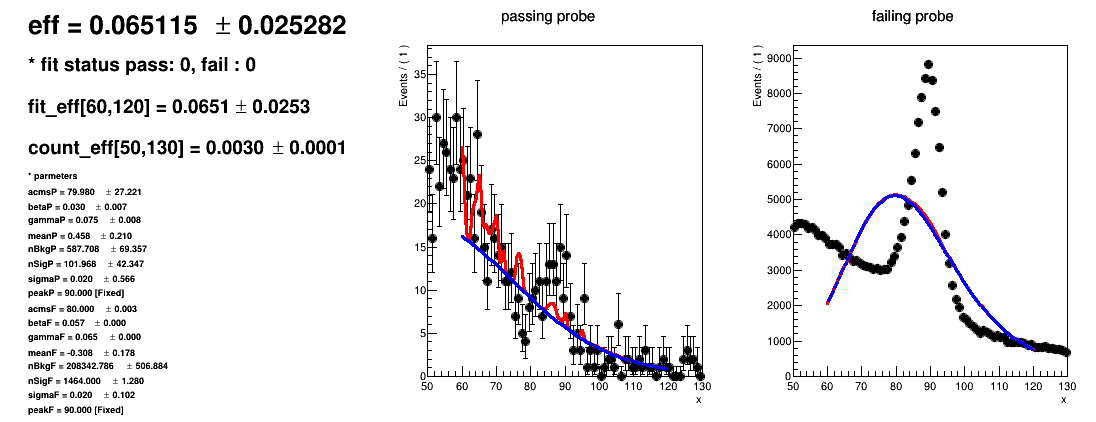 eff = 0.065115 ± 0.025282
* fit status pass: 0, fail : 0
fit_eff[60,120] = 0.0651 ± 0.0253
count_eff[50,130] = 0.0030 ± 0.0001
* parmeters
acmsP = 79.980 ± 27.221
betaP = 0.030 ± 0.007
gammaP = 0.075 ± 0.008
meanP = 0.458 ± 0.210
nBkgP = 587.708 ± 69.357
nSigP = 101.968 ± 42.347
sigmaP = 0.020 ± 0.566
peakP = 90.000 [Fixed]
acmsF = 80.000 ± 0.003
betaF = 0.057 ± 0.000
gammaF = 0.065 ± 0.000
meanF = -0.308 ± 0.178
nBkgF = 208342.786 ± 506.884
nSigF = 1464.000 ± 1.280
sigmaF = 0.020 ± 0.102
peakF = 90.000 [Fixed]
passing probe
Events / ( 1 )
35
30
25
20
15
10
5
0
50 60 70 80 90 100 110 120 130
x
failing probe
Events / ( 1 )
9000
8000
7000
6000
5000
4000
3000
2000
1000
0
50 60 70 80 90 100 110 120 130
x